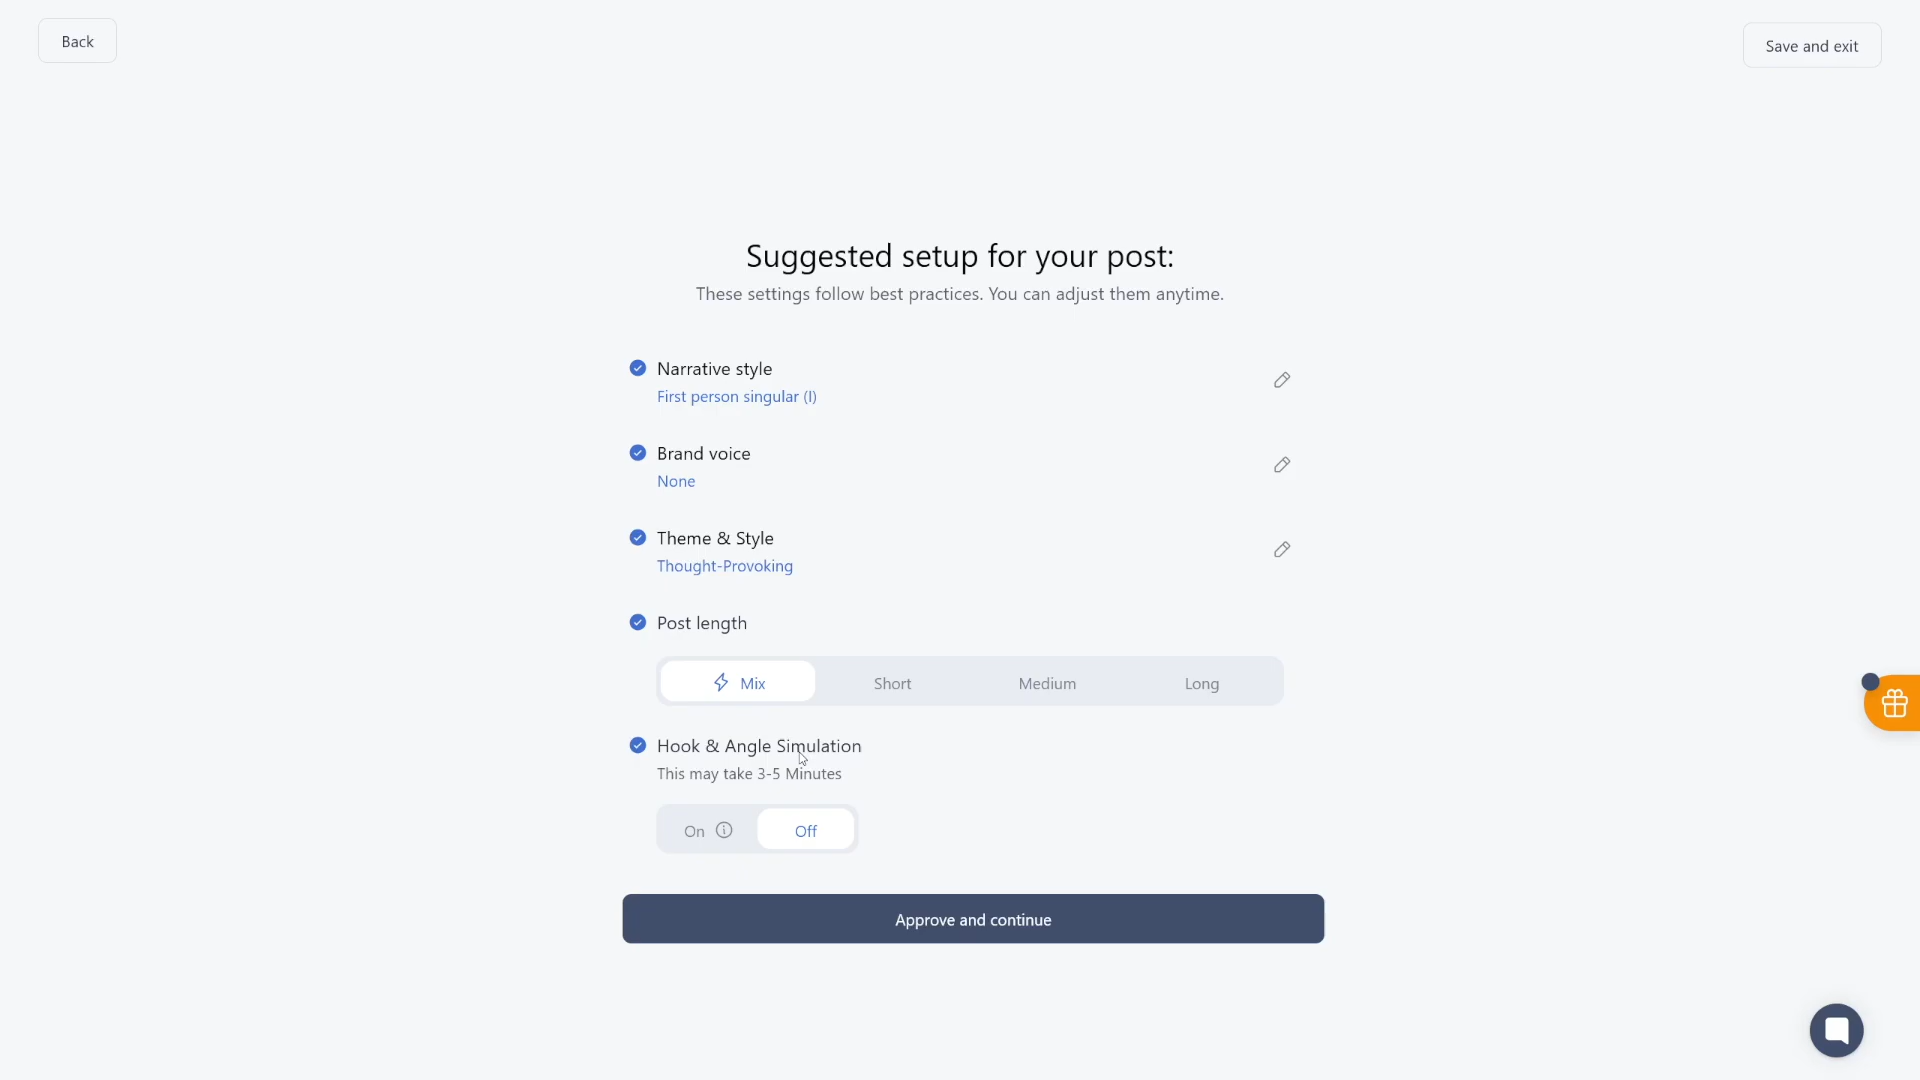 Back
Save and exit
Suggested setup for your post:
These settings follow best practices. You can adjust them anytime.
Narrative style
First person singular (I)
Brand voice
None
Theme & Style
Thought-Provoking
Post length
Mix
Short
Medium
Long
Hook & Angle Simulation
This may take 3-5 Minutes
On
Off
Approve and continue